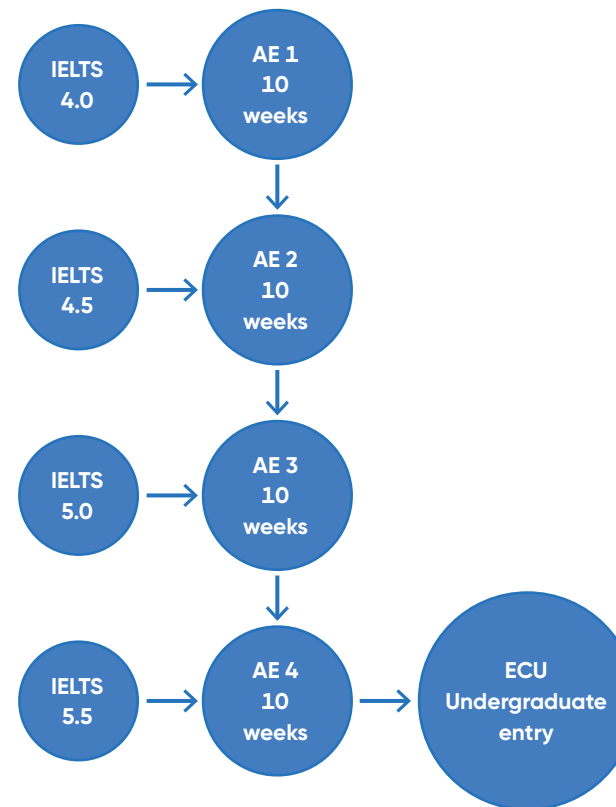 IELTS
4.0
AE 1
10
weeks
IELTS
4.5
AE 2
10
weeks
IELTS
5.0
AE 3
10
weeks
IELTS
5.5
AE 4
10
weeks
ECU
Undergraduate
entry